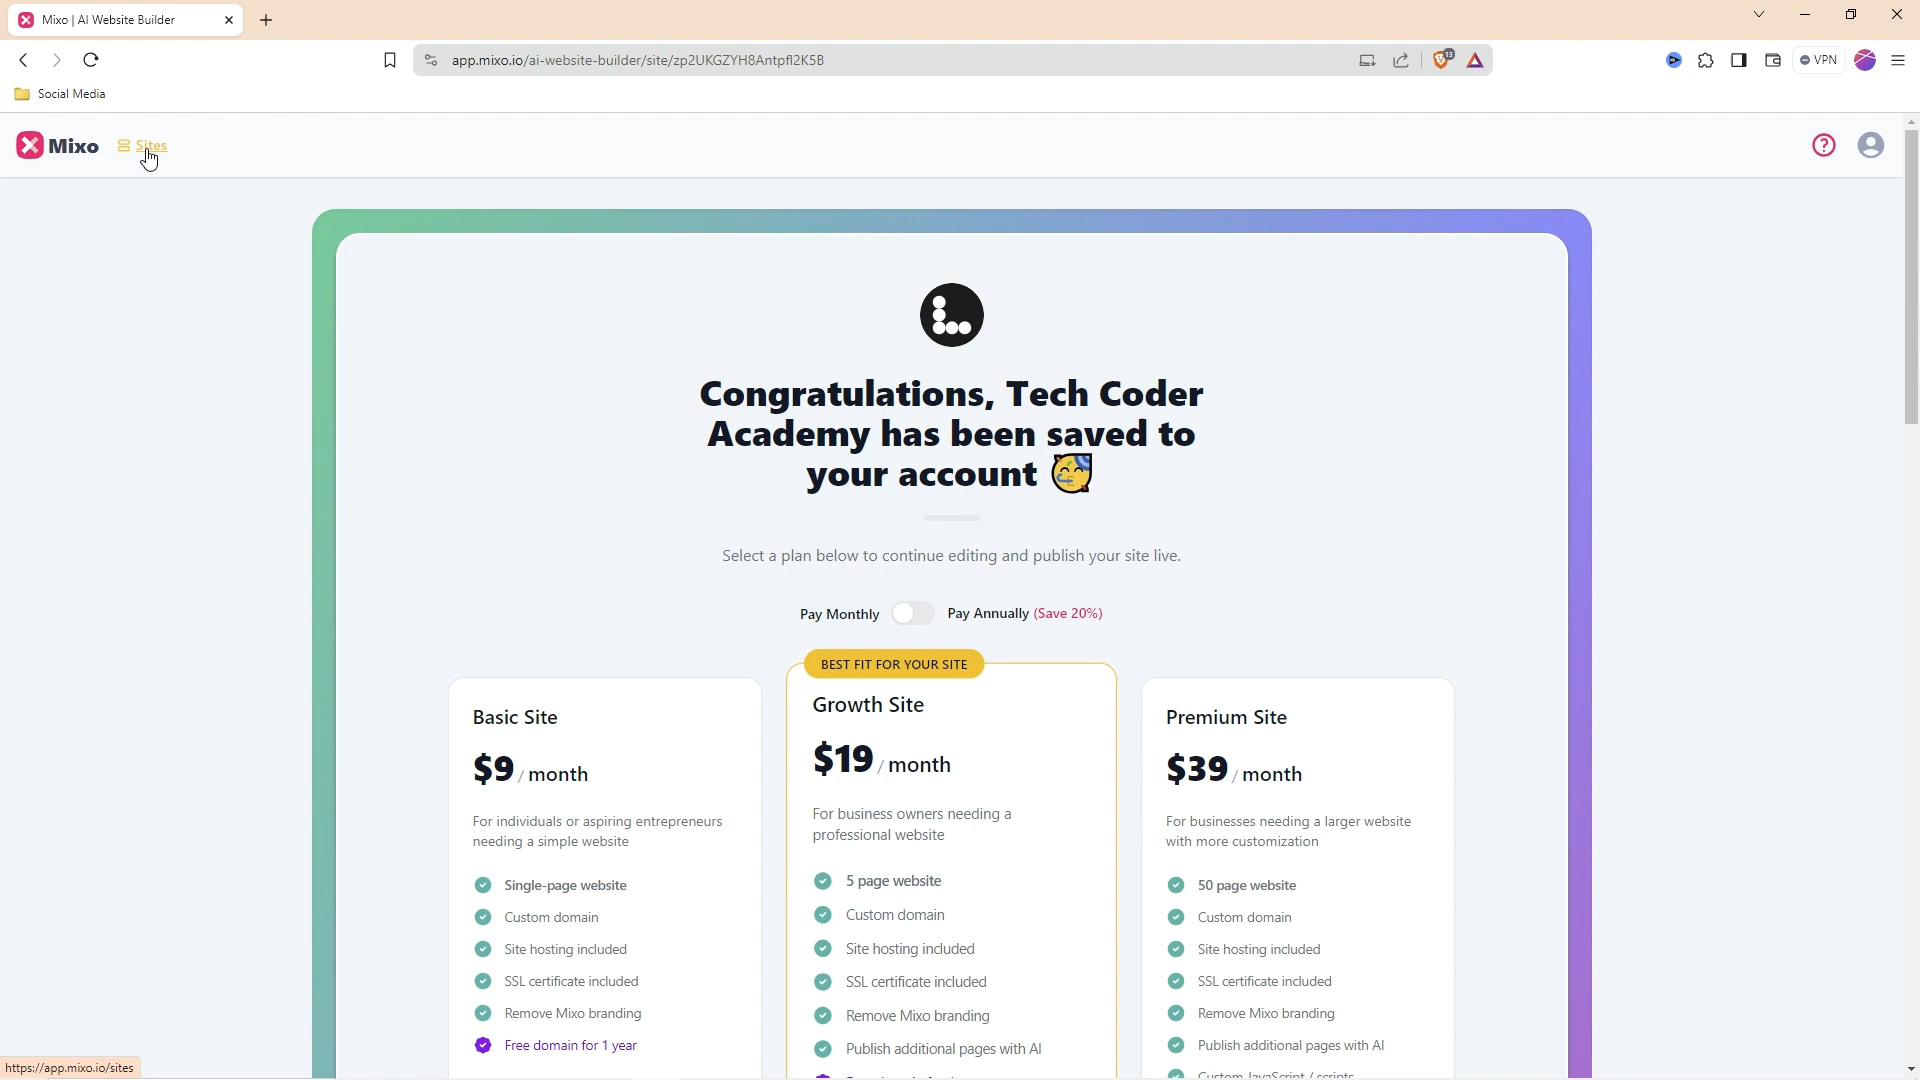 Mixo | AI Website Builder
app.mixo.io/ai-website-builder/site/zp2UKGZYH8Antpfl2K5B
13
VPN
Social Media
Mixo
Sites
Congratulations, Tech Coder
Academy has been saved to
your account
Select a plan below to continue editing and publish your site live.
Pay Monthly
Pay Annually (Save 20%)
BEST FIT FOR YOUR SITE
Basic Site
$9 / month
For individuals or aspiring entrepreneurs
needing a simple website
Single-page website
Custom domain
Site hosting included
SSL certificate included
Remove Mixo branding
Free domain for 1 year
Growth Site
$19 / month
For business owners needing a
professional website
5 page website
Custom domain
Site hosting included
SSL certificate included
Remove Mixo branding
Publish additional pages with AI
Premium Site
$39 / month
For businesses needing a larger website
with more customization
50 page website
Custom domain
Site hosting included
SSL certificate included
Remove Mixo branding
Publish additional pages with AI
Custom JavaScript / scripts
https://app.mixo.io/sites